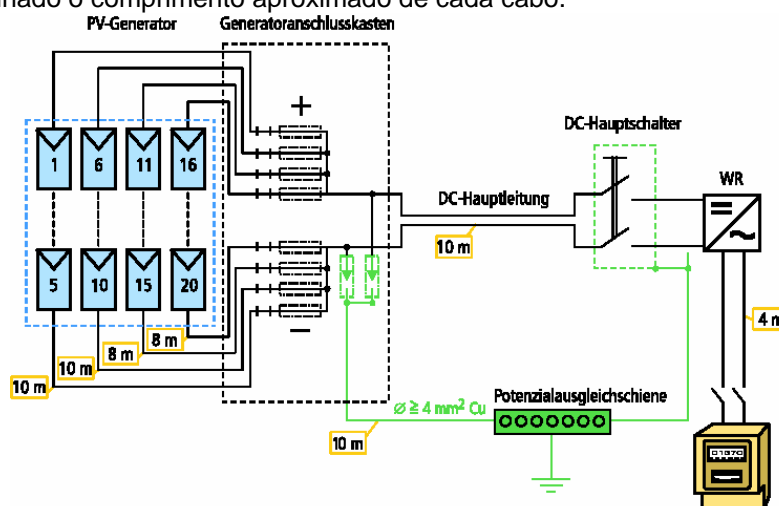 nado o comprimento aproximado de cada cabo.
PV-Generator
Generatoranschlusskasten
+
DC-Hauptschalter
1
6
11
16
WR
DC-Hauptleitung
10 m
5
10
15
20
4 m
8 m
8 m
10 m
10 m
Ø ≥ 4 mm² Cu
Potenzialausgleichschiene
10 m